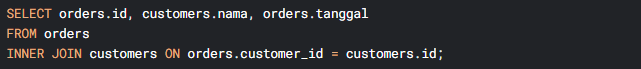 SELECT orders.id, customers.nama, orders.tanggal
FROM orders
INNER JOIN customers ON orders.customer_id = customers.id;